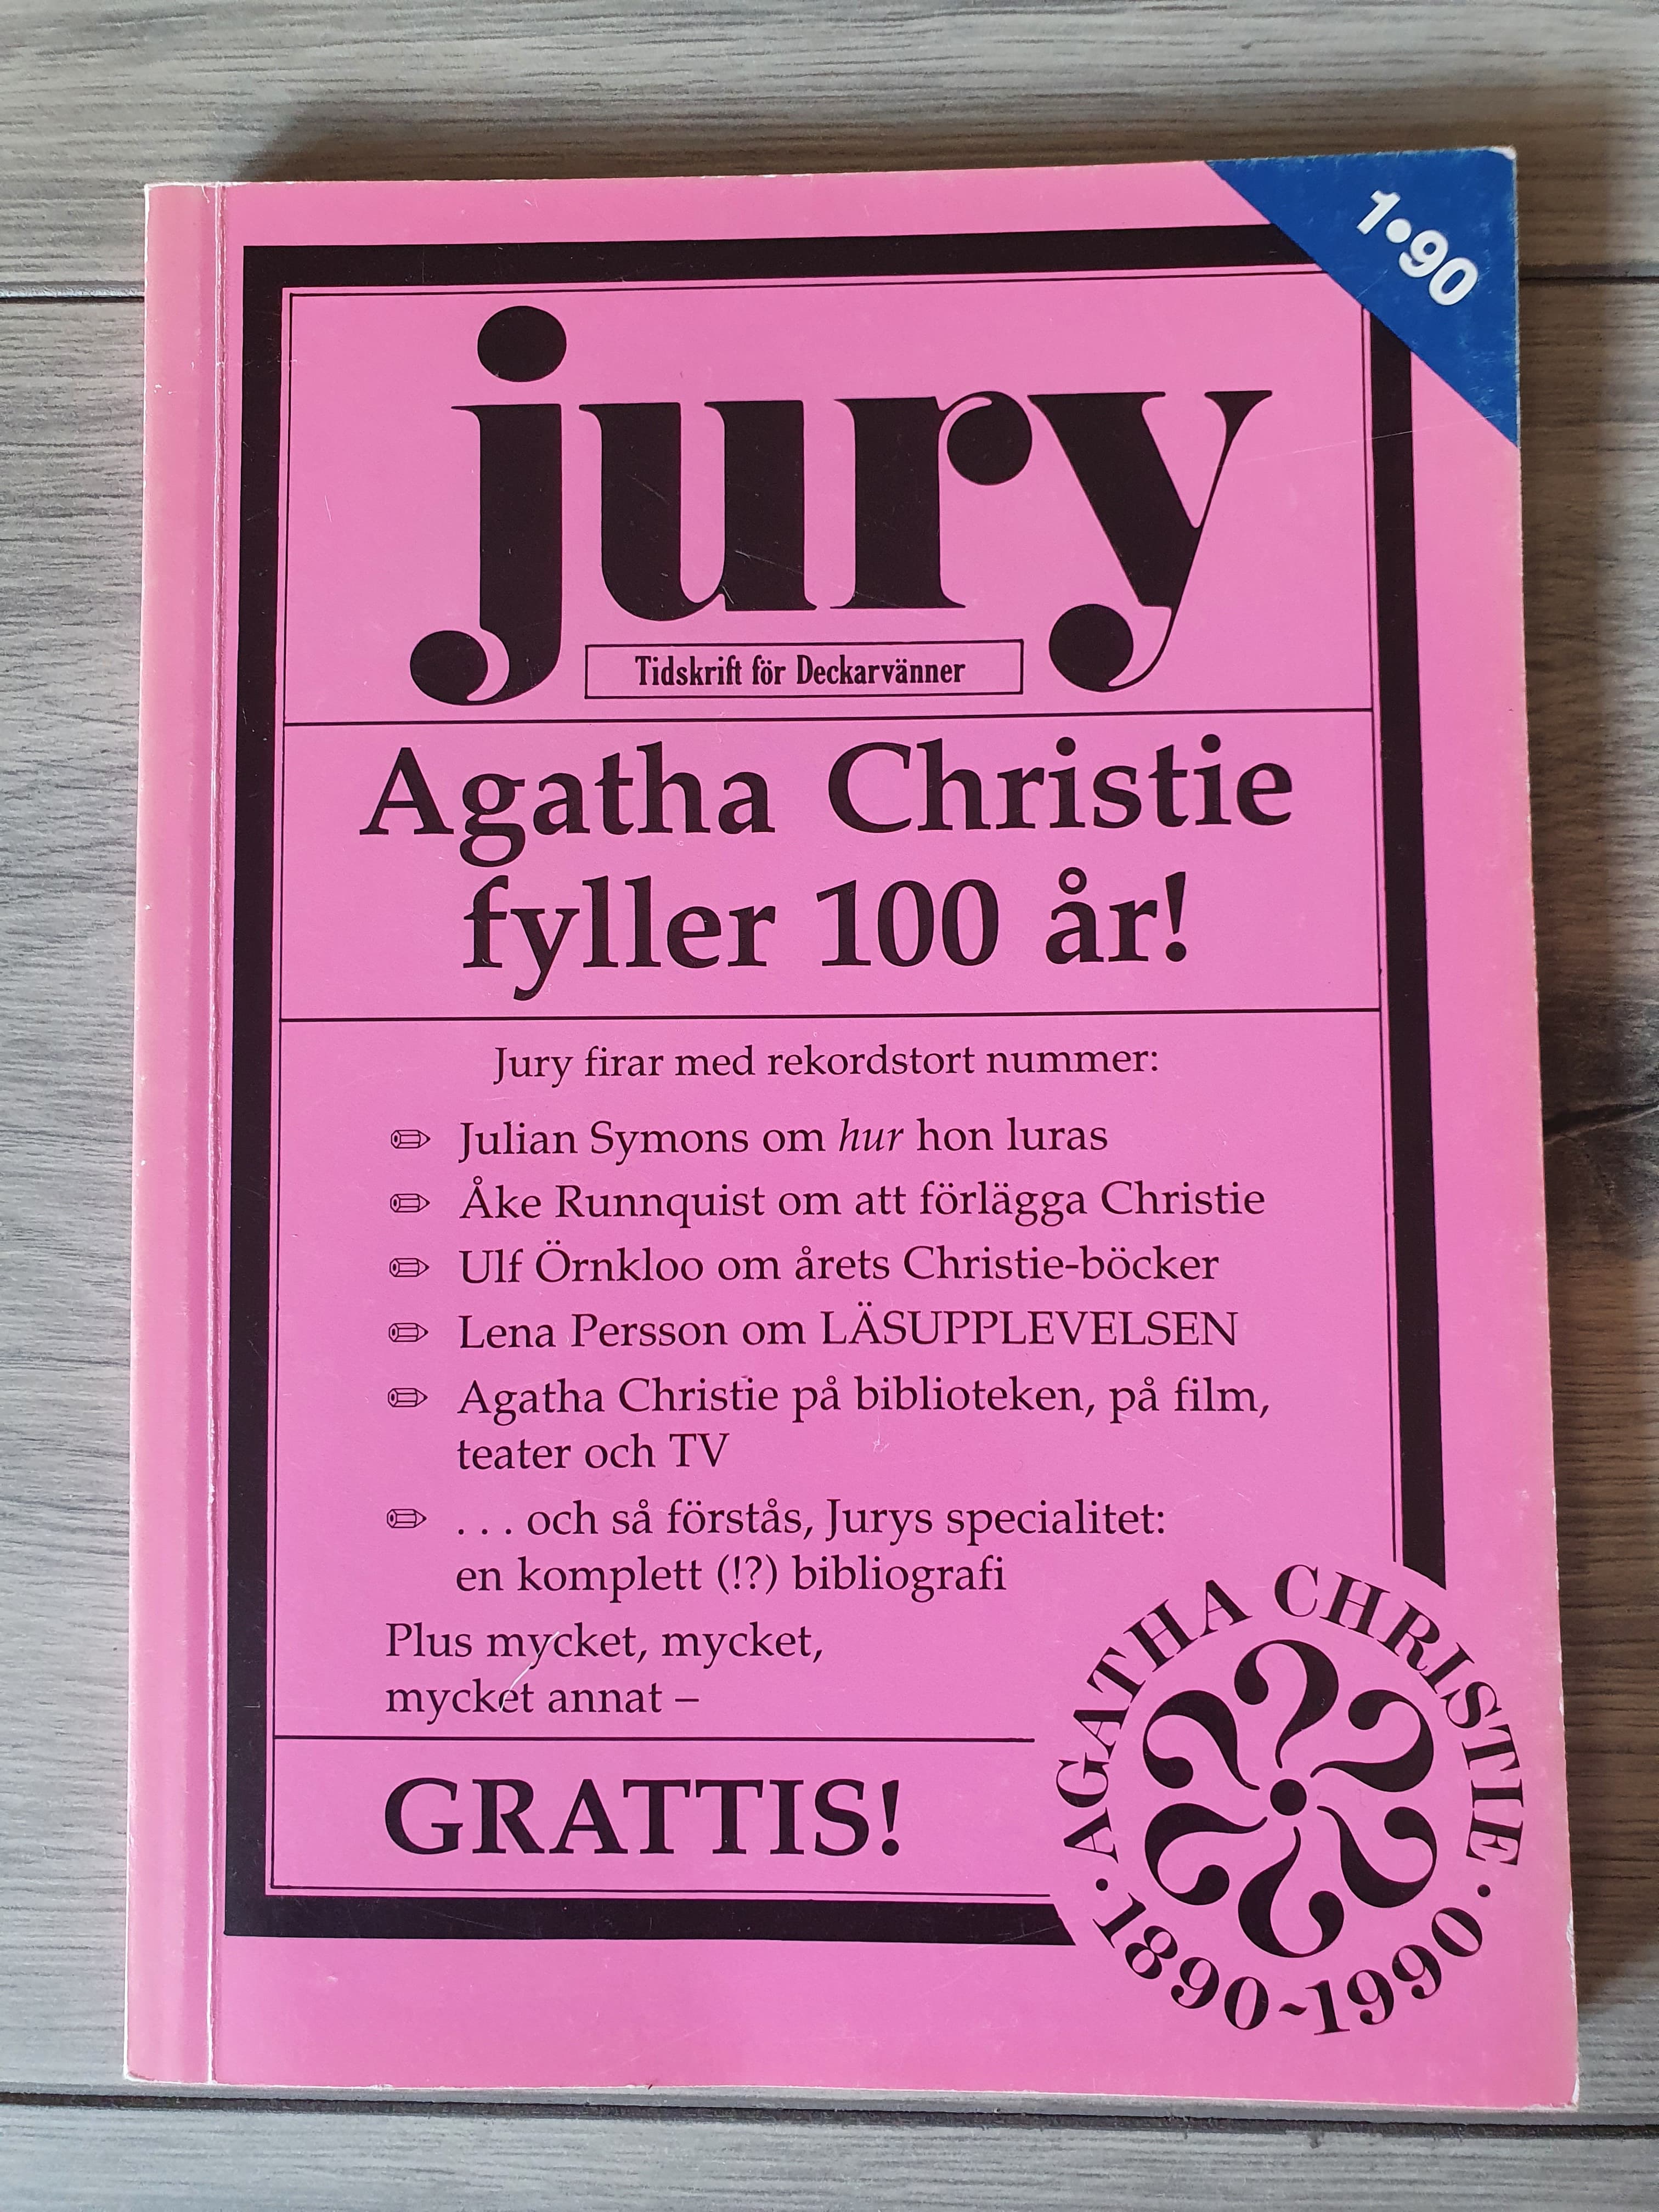 1•90
jury
Tidskrift för Deckarvänner
Agatha Christie
fyller 100 år!
Jury firar med rekordstort nummer:
Julian Symons om hur hon luras
Åke Runnquist om att förlägga Christie
Ulf Örnkloo om årets Christie-böcker
Lena Persson om LÄSUPPLEVELSEN
Agatha Christie på biblioteken, på film,
teater och TV
. . . och så förstås, Jurys specialitet:
en komplett (!?) bibliografi
Plus mycket, mycket,
mycket annat –
GRATTIS!
AGATHA CHRISTIE
· 1890-1990 ·
??????